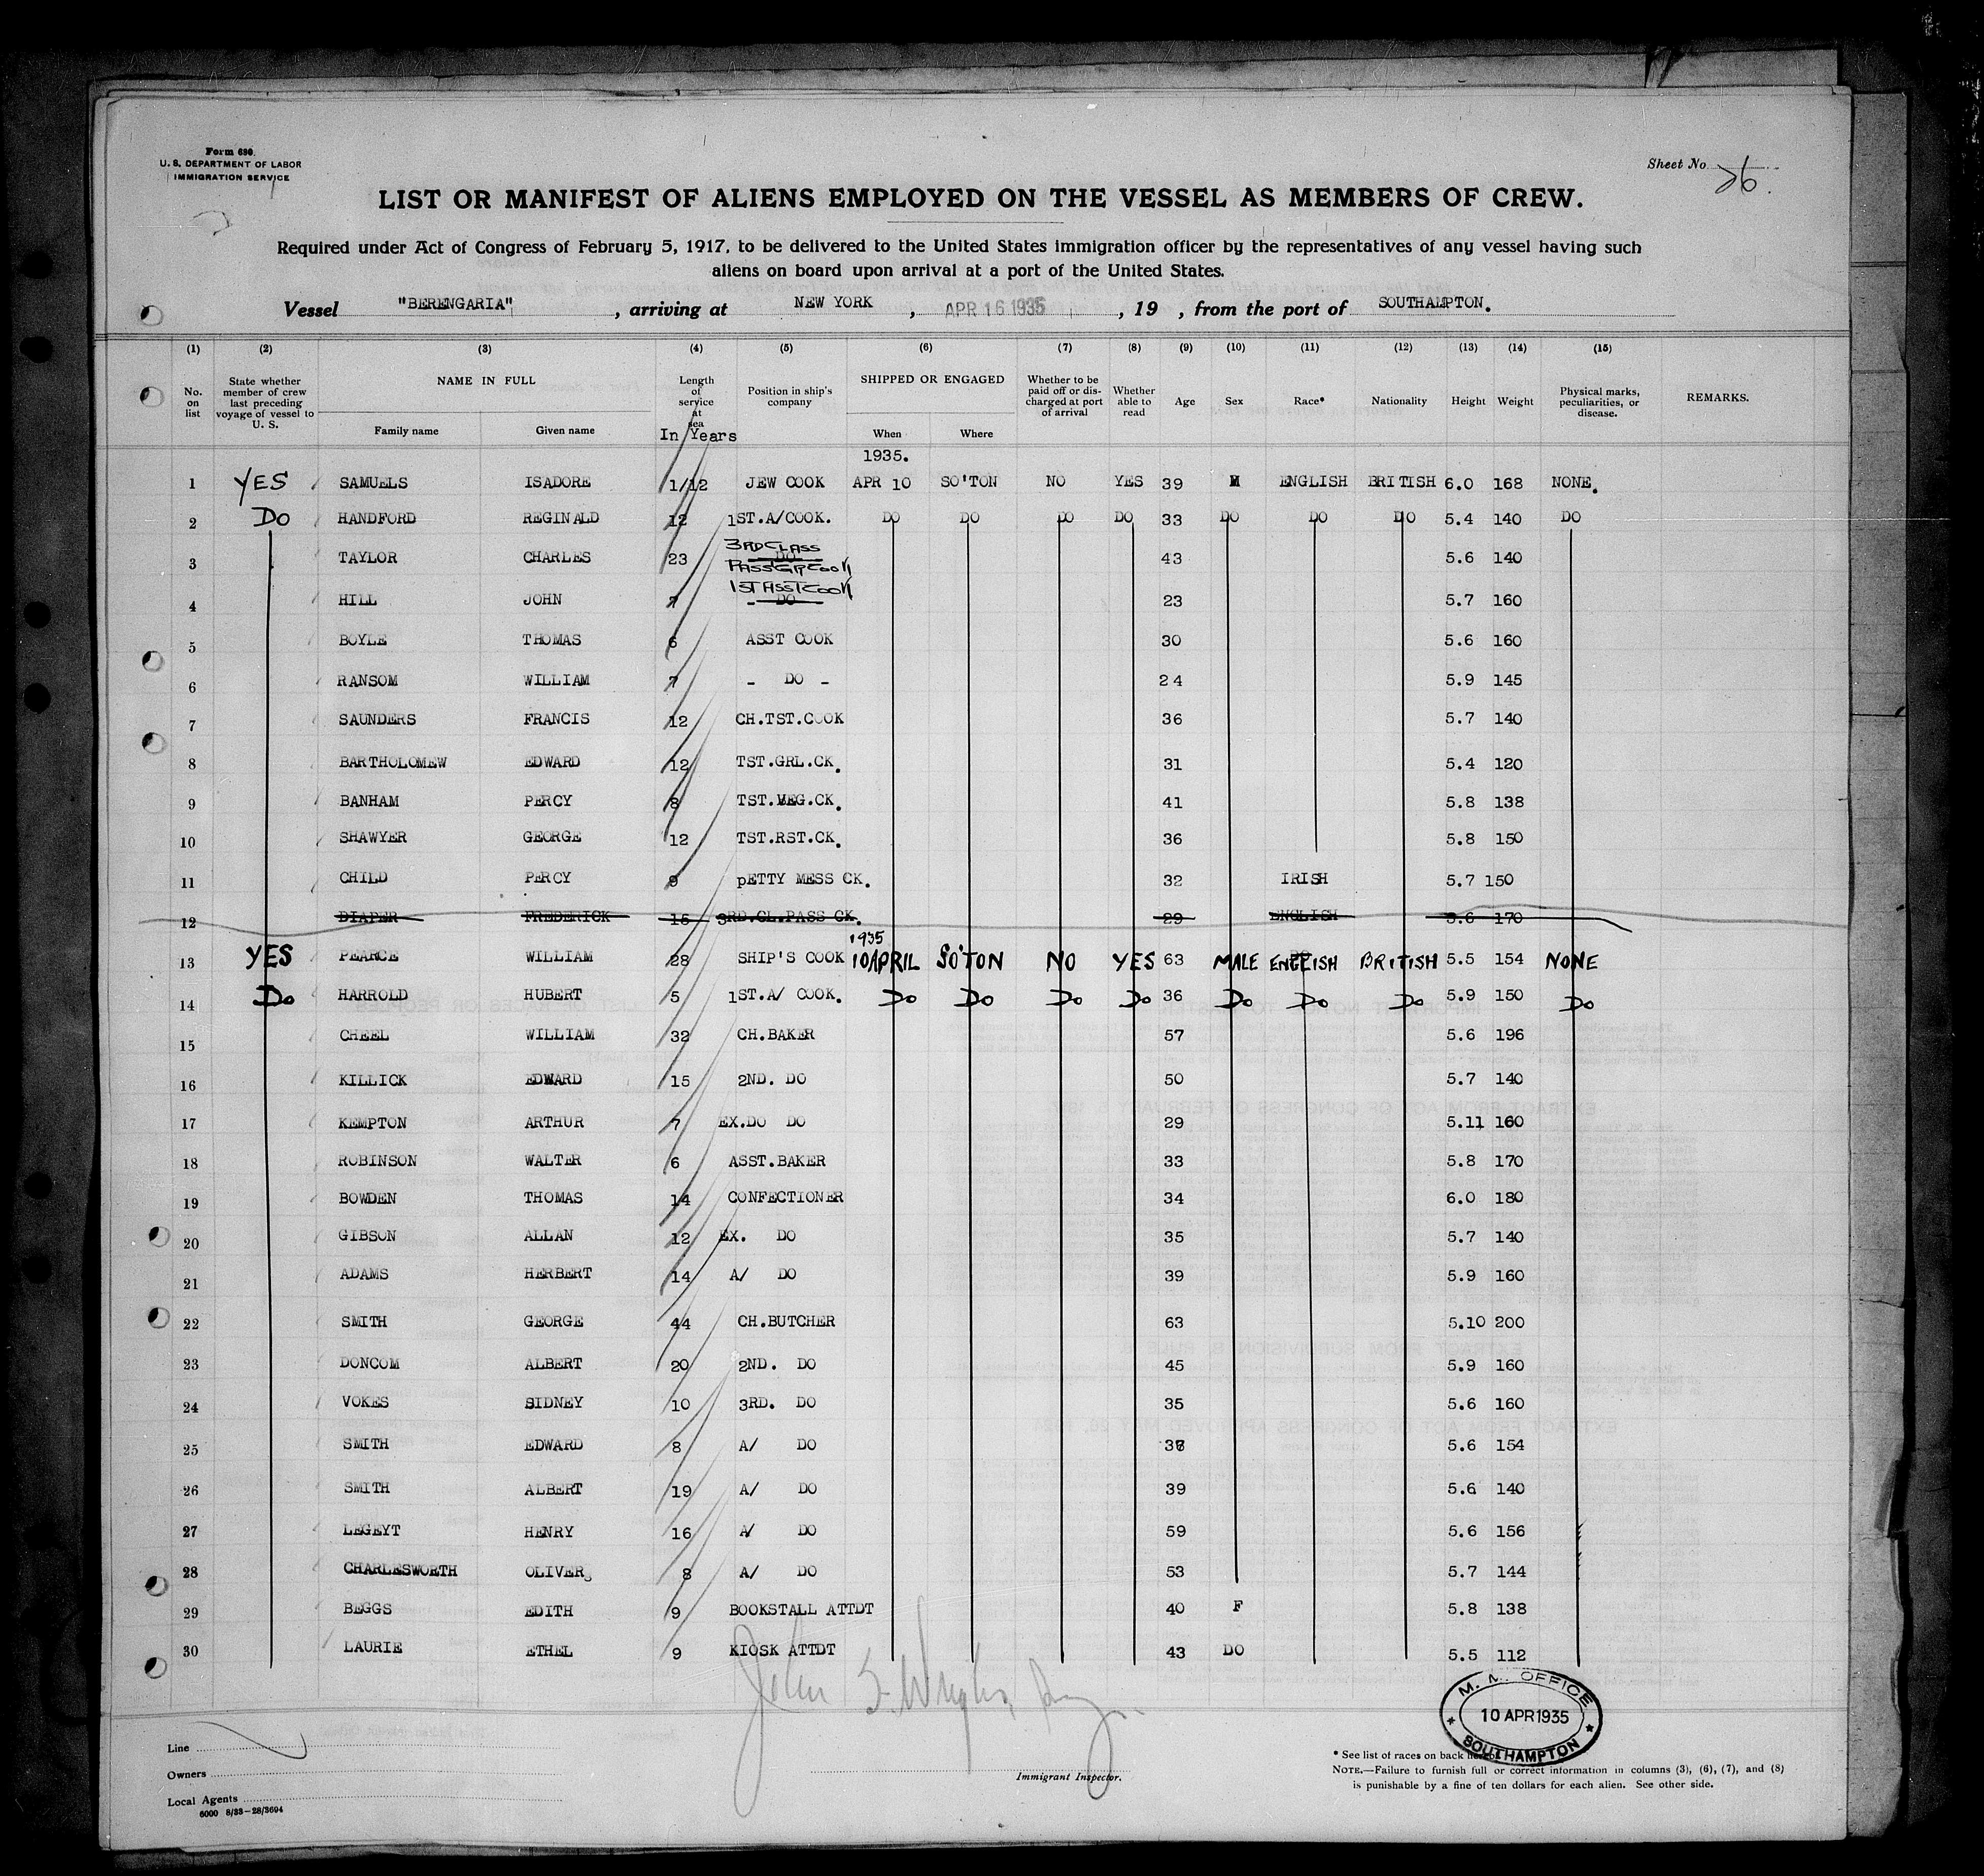 Form 680
U. S. DEPARTMENT OF LABOR
IMMIGRATION SERVICE
Sheet No. 26.
LIST OR MANIFEST OF ALIENS EMPLOYED ON THE VESSEL AS MEMBERS OF CREW.
Required under Act of Congress of February 5, 1917, to be delivered to the United States immigration officer by the representatives of any vessel having such
aliens on board upon arrival at a port of the United States.
Vessel "BERENGARIA", arriving at NEW YORK, APR 16 1935, 19 , from the port of SOUTHAMPTON.
(1) (2) (3) (4) (5) (6) (7) (8) (9) (10) (11) (12) (13) (14) (15)
No. on list State whether member of crew last preceding voyage of vessel to U. S. NAME IN FULL Family name Given name Length of service at sea In Years Position in ship's company SHIPPED OR ENGAGED When Where Whether to be paid off or discharged at port of arrival Whether able to read Age Sex Race* Nationality Height Weight Physical marks, peculiarities, or disease. REMARKS.
1935.
1 YES SAMUELS ISADORE 1/12 JEW COOK APR 10 SO'TON NO YES 39 M ENGLISH BRITISH 6.0 168 NONE.
2 DO HANDFORD REGINALD 12 1ST.A/COOK. DO DO DO DO 33 DO DO DO 5.4 140 DO
3 TAYLOR CHARLES 23 3RD CLASS DO PASSGR COOK 43 5.6 140
4 HILL JOHN 7 1ST ASST COOK - DO 23 5.7 160
5 BOYLE THOMAS 6 ASST COOK 30 5.6 160
6 RANSOM WILLIAM 7 - DO - 24 5.9 145
7 SAUNDERS FRANCIS 12 CH.TST.COOK 36 5.7 140
8 BARTHOLOMEW EDWARD 12 TST.GRL.CK. 31 5.4 120
9 BANHAM PERCY 8 TST.VEG.CK. 41 5.8 138
10 SHAWYER GEORGE 12 TST.RST.CK. 36 5.8 150
11 CHILD PERCY 9 pETTY MESS CK. 32 IRISH 5.7 150
12 DIAPER FREDERICK 15 3RD.CL.PASS CK. 29 ENGLISH 5.6 170
1935
13 YES PEARCE WILLIAM 28 SHIP'S COOK 10 APRIL SO'TON NO YES 63 MALE ENGLISH BRITISH 5.5 154 NONE
14 DO HARROLD HUBERT 5 1ST.A/ COOK. DO DO DO DO 36 DO DO DO 5.9 150 DO
15 CHEEL WILLIAM 32 CH.BAKER 57 5.6 196
16 KILLICK EDWARD 15 2ND. DO 50 5.7 140
17 KEMPTON ARTHUR 7 EX.DO DO 29 5.11 160
18 ROBINSON WALTER 6 ASST.BAKER 33 5.8 170
19 BOWDEN THOMAS 14 CONFECTIONER 34 6.0 180
20 GIBSON ALLAN 12 EX. DO 35 5.7 140
21 ADAMS HERBERT 14 A/ DO 39 5.9 160
22 SMITH GEORGE 44 CH.BUTCHER 63 5.10 200
23 DONCOM ALBERT 20 2ND. DO 45 5.9 160
24 VOKES SIDNEY 10 3RD. DO 35 5.6 160
25 SMITH EDWARD 8 A/ DO 5.6 154
26 SMITH ALBERT 19 A/ DO 39 5.6 140
27 LEGEYT HENRY 16 A/ DO 59 5.6 156
28 CHARLESWORTH OLIVER 8 A/ DO 53 5.7 144
29 BEGGS EDITH 9 BOOKSTALL ATTDT 40 F 5.8 138
30 LAURIE ETHEL 9 KIOSK ATTDT 43 DO 5.5 112
John
M. M. OFFICE
10 APR 1935
SOUTHAMPTON
Line
Owners
Local Agents
6000 8/33-28/3694
Immigrant Inspector.
* See list of races on back hereof.
NOTE.—Failure to furnish full or correct information in columns (3), (6), (7), and (8)
is punishable by a fine of ten dollars for each alien. See other side.